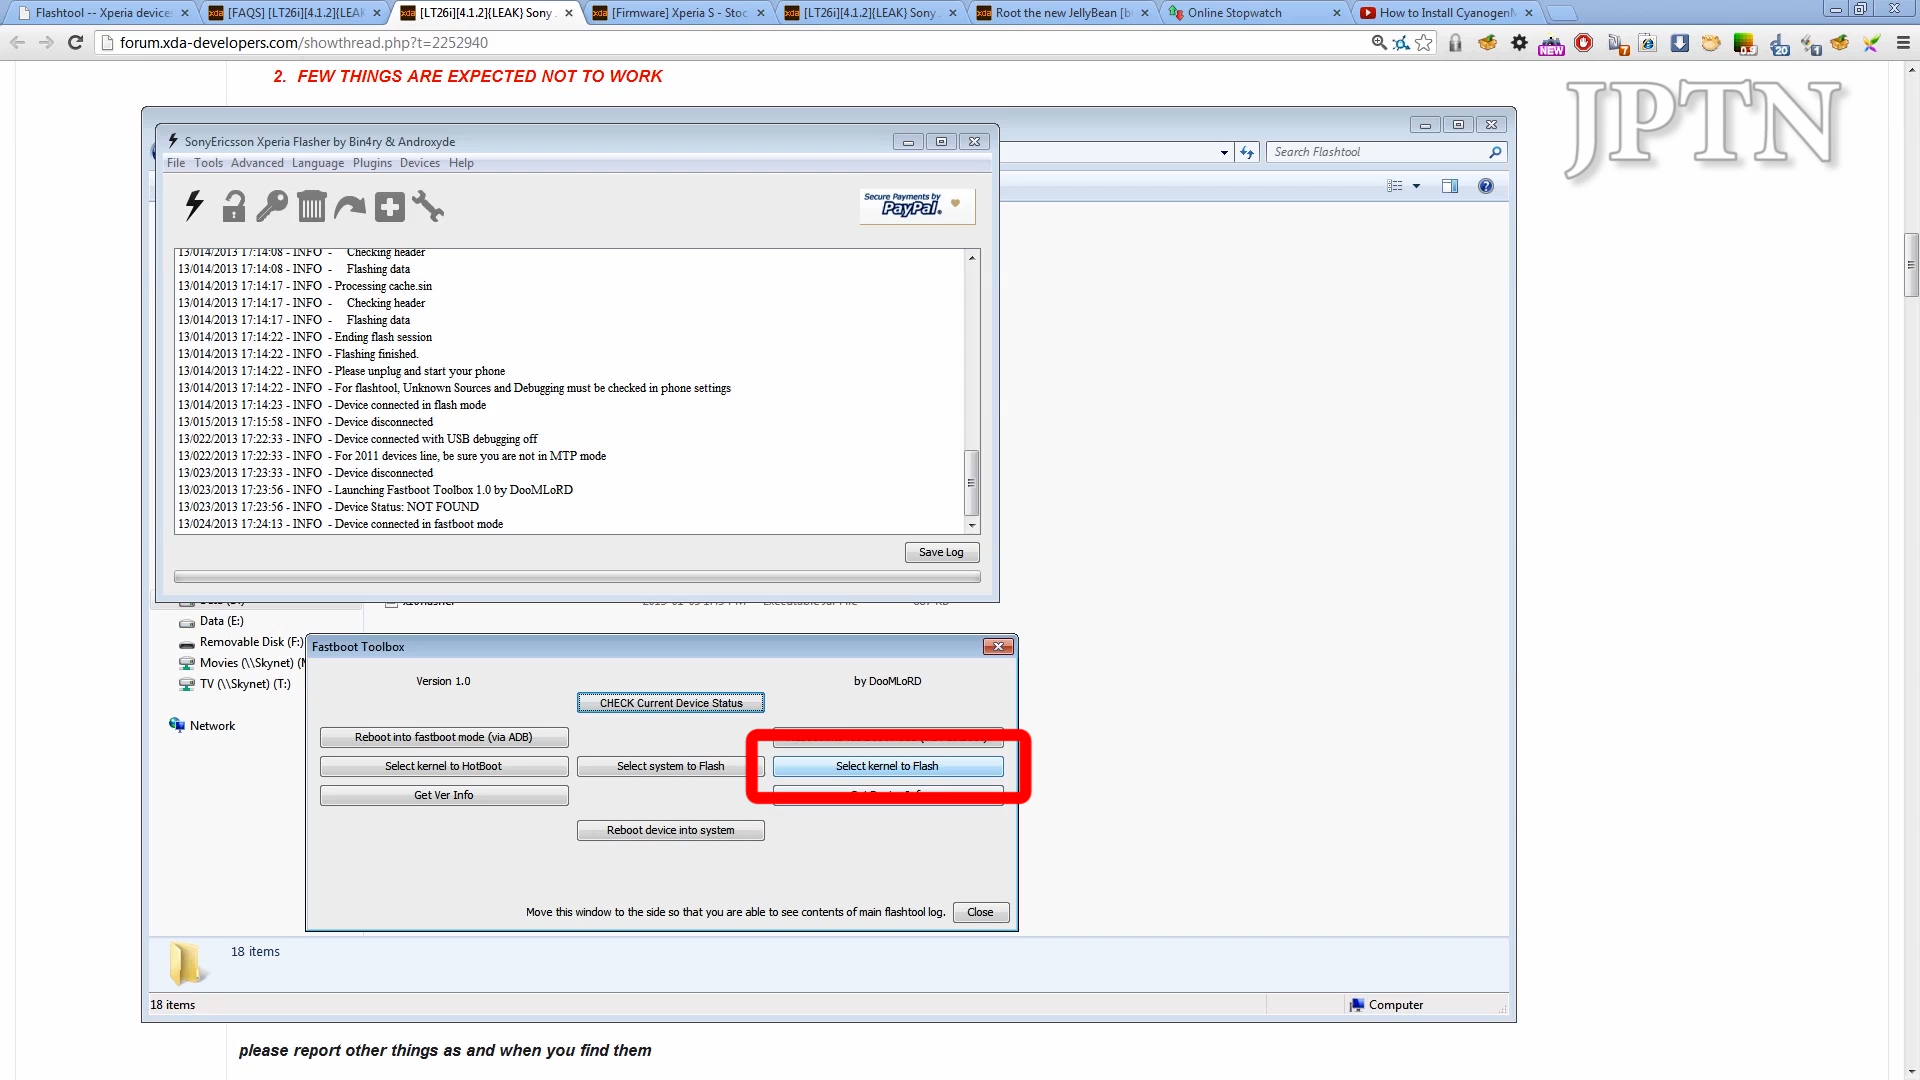 Flashtool -- Xperia device
[FAQS] [LT26i][4.1.2]{LEAK
[LT26i][4.1.2]{LEAK} Sony
[Firmware] Xperia S - Stoc
[LT26i][4.1.2]{LEAK} Sony
Root the new JellyBean [b
Online Stopwatch
How to Install CyanogenM
forum.xda-developers.com/showthread.php?t=2252940
NEW
7
0.9
20
1
2. FEW THINGS ARE EXPECTED NOT TO WORK
JPTN
SonyEricsson Xperia Flasher by Bin4ry & Androxyde
Search Flashtool
File Tools Advanced Language Plugins Devices Help
Secure Payments by
PayPal.
13/014/2013 17:14:08 - INFO - Checking header
13/014/2013 17:14:08 - INFO - Flashing data
13/014/2013 17:14:17 - INFO - Processing cache.sin
13/014/2013 17:14:17 - INFO - Checking header
13/014/2013 17:14:17 - INFO - Flashing data
13/014/2013 17:14:22 - INFO - Ending flash session
13/014/2013 17:14:22 - INFO - Flashing finished.
13/014/2013 17:14:22 - INFO - Please unplug and start your phone
13/014/2013 17:14:22 - INFO - For flashtool, Unknown Sources and Debugging must be checked in phone settings
13/014/2013 17:14:23 - INFO - Device connected in flash mode
13/015/2013 17:15:58 - INFO - Device disconnected
13/022/2013 17:22:33 - INFO - Device connected with USB debugging off
13/022/2013 17:22:33 - INFO - For 2011 devices line, be sure you are not in MTP mode
13/023/2013 17:23:33 - INFO - Device disconnected
13/023/2013 17:23:56 - INFO - Launching Fastboot Toolbox 1.0 by DooMLoRD
13/023/2013 17:23:56 - INFO - Device Status: NOT FOUND
13/024/2013 17:24:13 - INFO - Device connected in fastboot mode
Save Log
Data (E:)
Removable Disk (F:)
Movies (\\Skynet) (M
TV (\\Skynet) (T:)
Network
Fastboot Toolbox
Version 1.0
by DooMLoRD
CHECK Current Device Status
Reboot into fastboot mode (via ADB)
Select kernel to HotBoot
Select system to Flash
Select kernel to Flash
Get Ver Info
Reboot device into system
Move this window to the side so that you are able to see contents of main flashtool log.
Close
18 items
18 items
Computer
please report other things as and when you find them